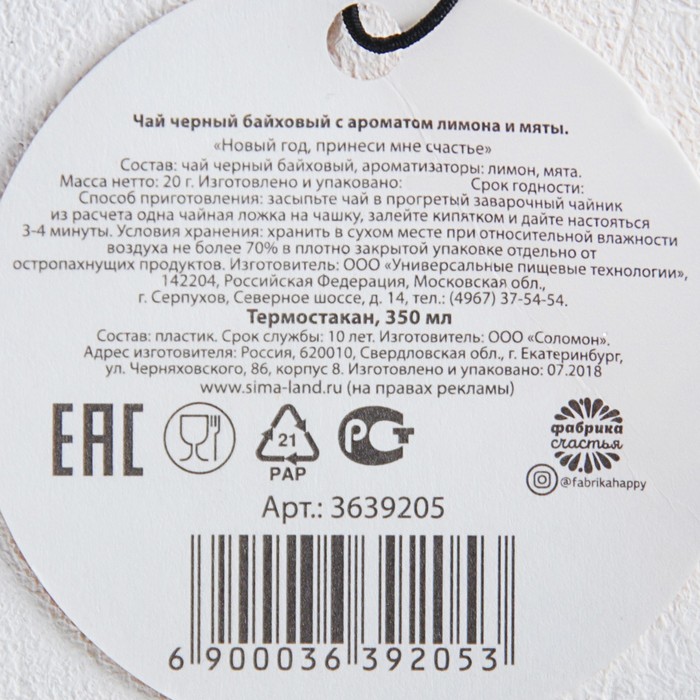 Чай черный байховый с ароматом лимона и мяты.
«Новый год, принеси мне счастье»
Состав: чай черный байховый, ароматизаторы: лимон, мята.
Масса нетто: 20 г. Изготовлено и упаковано: Срок годности:
Способ приготовления: засыпьте чай в прогретый заварочный чайник
из расчета одна чайная ложка на чашку, залейте кипятком и дайте настояться
3-4 минуты. Условия хранения: хранить в сухом месте при относительной влажности
воздуха не более 70% в плотно закрытой упаковке отдельно от
остропахнущих продуктов. Изготовитель: ООО «Универсальные пищевые технологии»,
142204, Российская Федерация, Московская обл.,
г. Серпухов, Северное шоссе, д. 14, тел.: (4967) 37-54-54.
Термостакан, 350 мл
Состав: пластик. Срок службы: 10 лет. Изготовитель: ООО «Соломон».
Адрес изготовителя: Россия, 620010, Свердловская обл., г. Екатеринбург,
ул. Черняховского, 86, корпус 8. Изготовлено и упаковано: 07.2018
www.sima-land.ru (на правах рекламы)
ЕАС
21
PAP
РСТ
фабрика
счастья
@fabrikahappy
Арт.: 3639205
6 900036 392053